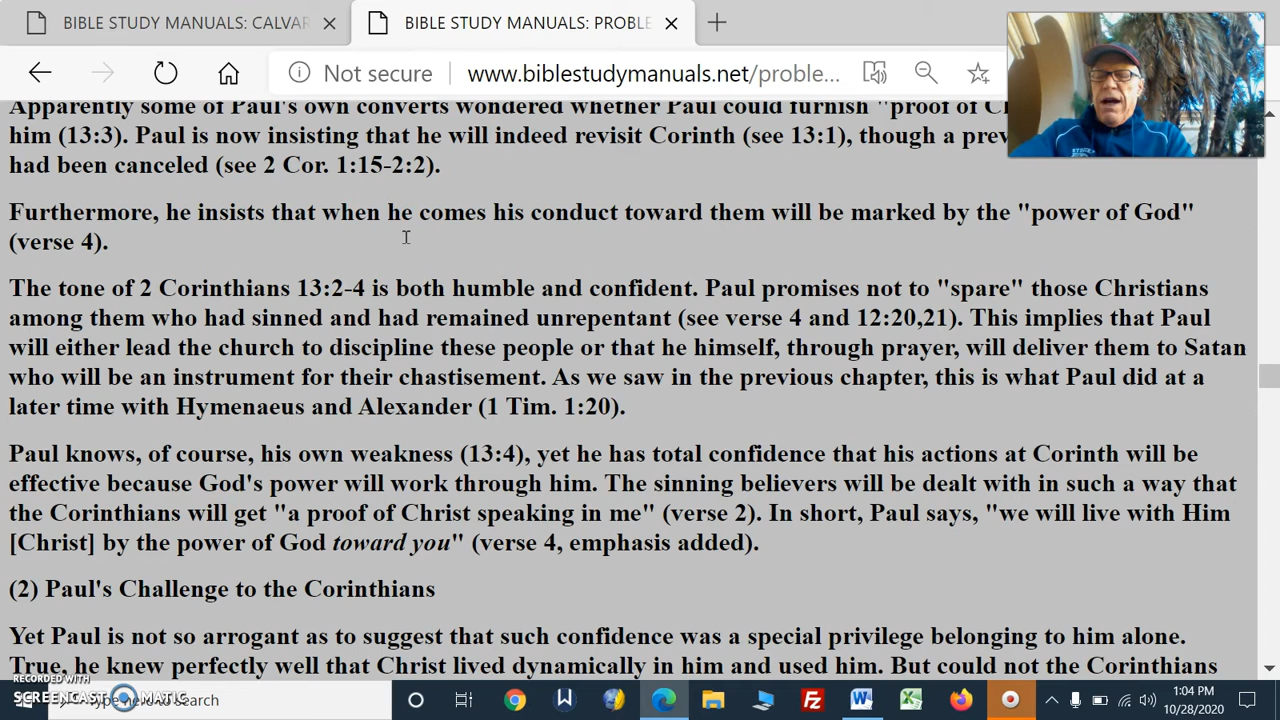 BIBLE STUDY MANUALS: CALVAR
BIBLE STUDY MANUALS: PROBLE
Not secure
www.biblestudymanuals.net/proble...
Apparently some of Paul's own converts wondered whether Paul could furnish "proof of C
him (13:3). Paul is now insisting that he will indeed revisit Corinth (see 13:1), though a prev
had been canceled (see 2 Cor. 1:15-2:2).
Furthermore, he insists that when he comes his conduct toward them will be marked by the "power of God"
(verse 4).
The tone of 2 Corinthians 13:2-4 is both humble and confident. Paul promises not to "spare" those Christians
among them who had sinned and had remained unrepentant (see verse 4 and 12:20,21). This implies that Paul
will either lead the church to discipline these people or that he himself, through prayer, will deliver them to Satan
who will be an instrument for their chastisement. As we saw in the previous chapter, this is what Paul did at a
later time with Hymenaeus and Alexander (1 Tim. 1:20).
Paul knows, of course, his own weakness (13:4), yet he has total confidence that his actions at Corinth will be
effective because God's power will work through him. The sinning believers will be dealt with in such a way that
the Corinthians will get "a proof of Christ speaking in me" (verse 2). In short, Paul says, "we will live with Him
[Christ] by the power of God toward you" (verse 4, emphasis added).
(2) Paul's Challenge to the Corinthians
Yet Paul is not so arrogant as to suggest that such confidence was a special privilege belonging to him alone.
True, he knew perfectly well that Christ lived dynamically in him and used him. But could not the Corinthians
RECORDED WITH
SCREENCAST MATIC
Type here to search
1:04 PM
10/28/2020